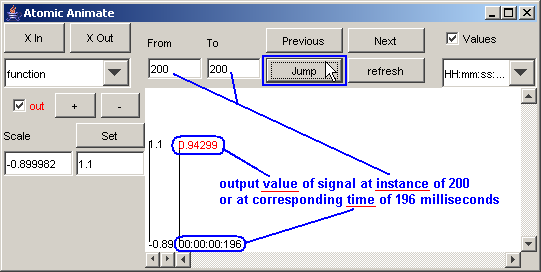 Atomic Animate
X In
X Out
From
To
Previous
Next
Values
function
200
200
Jump
refresh
HH:mm:ss:...
out
+
-
Scale
Set
-0.899982
1.1
1.1
0.94299
output value of signal at instance of 200
or at corresponding time of 196 milliseconds
-0.89
00:00:00:196